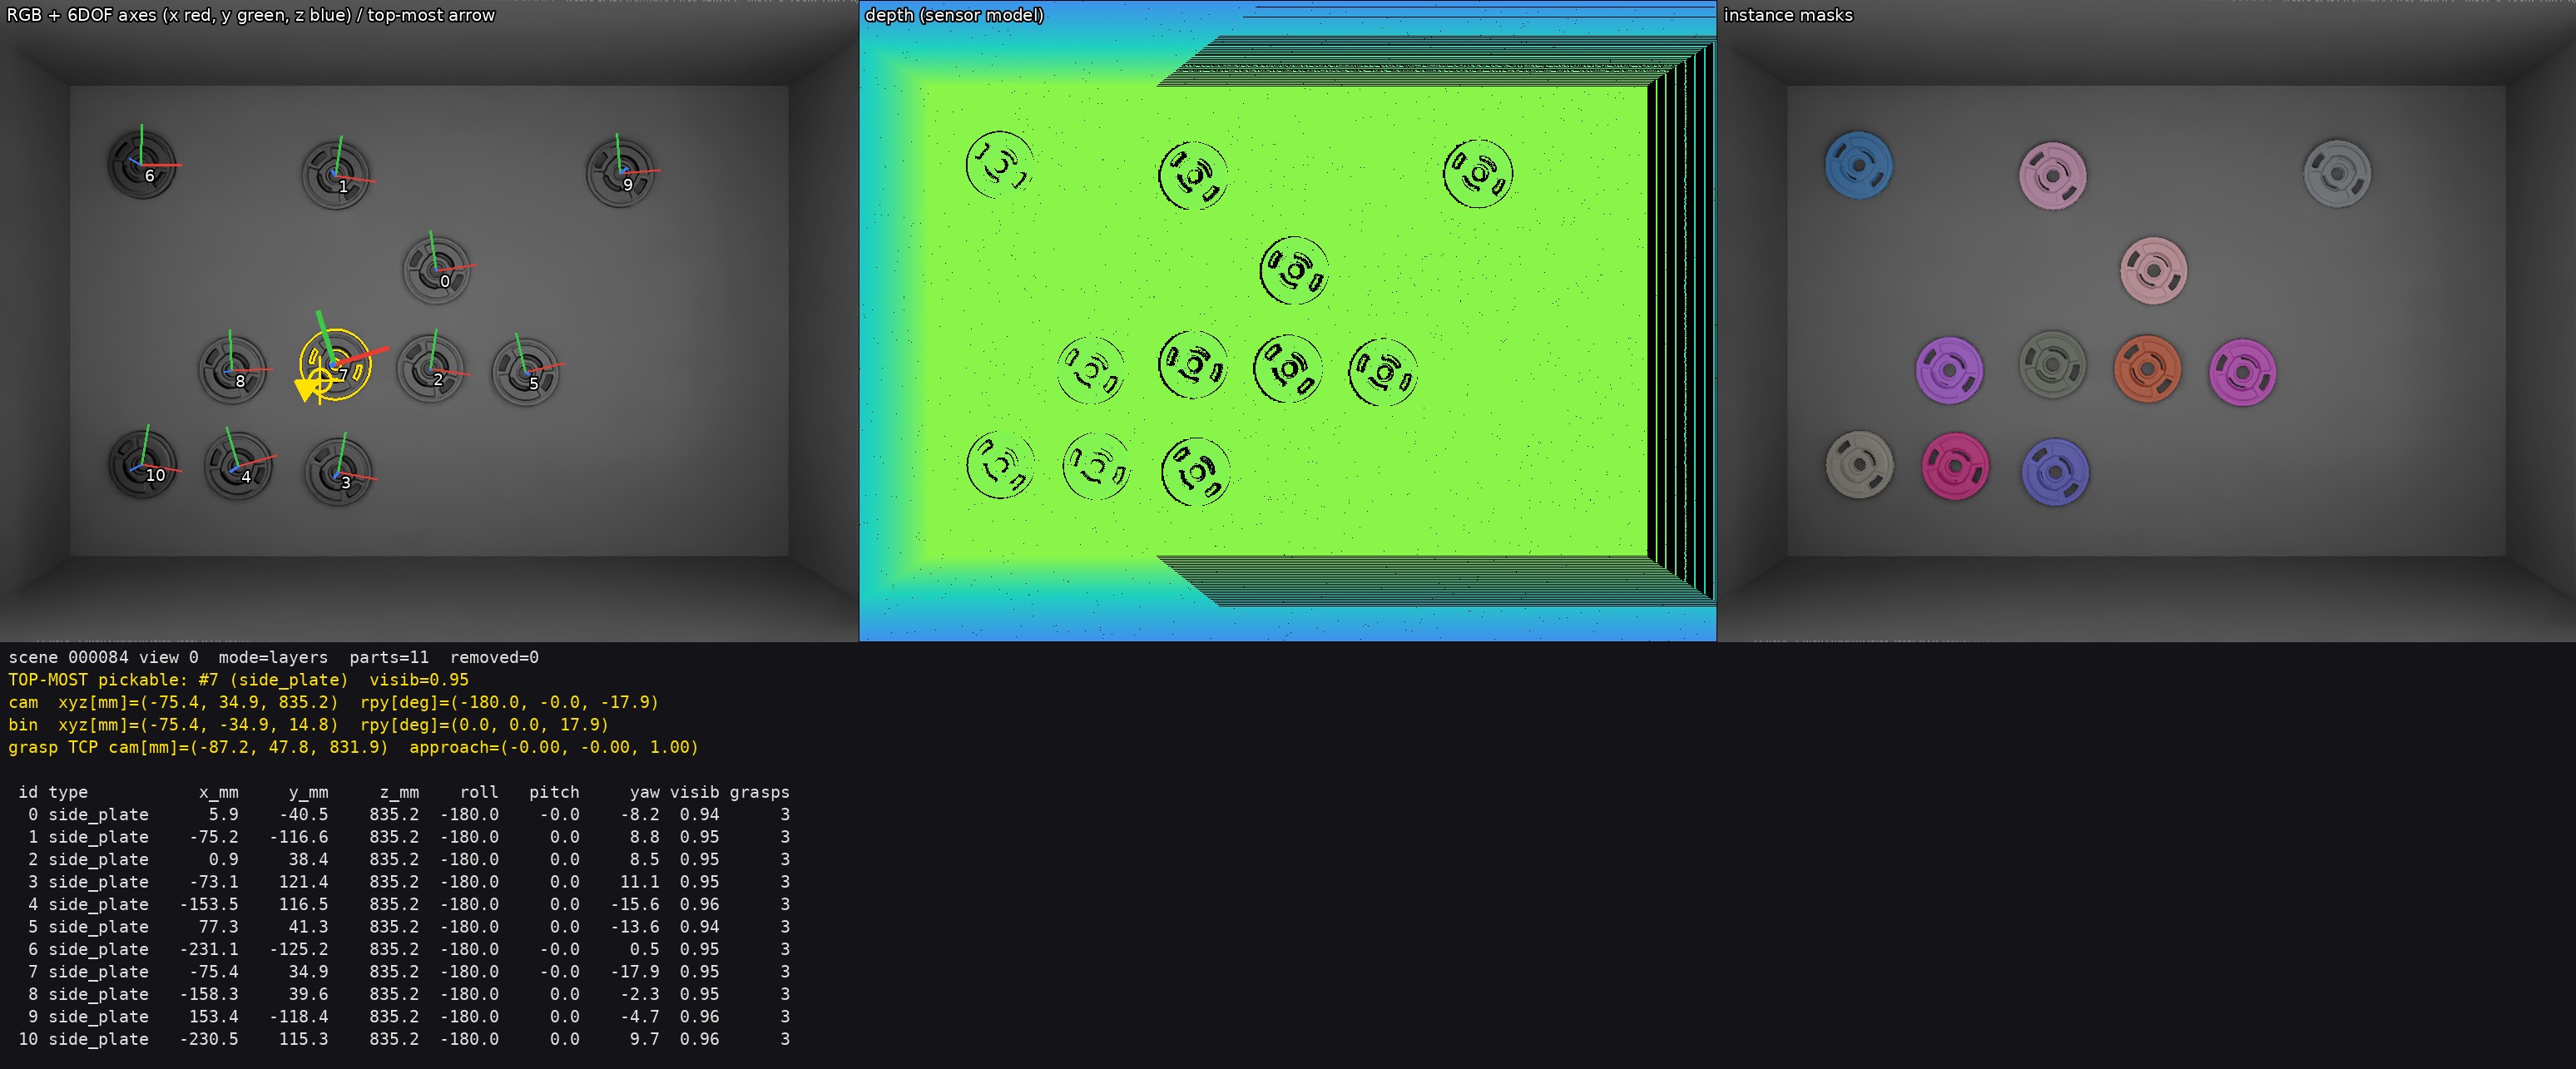 RGB + 6DOF axes (x red, y green, z blue) / top-most arrow
depth (sensor model)
instance masks
6
1
9
0
8
7
2
5
10
4
3
scene 000084 view 0  mode=layers  parts=11  removed=0
TOP-MOST pickable: #7 (side_plate)  visib=0.95
cam  xyz[mm]=(-75.4, 34.9, 835.2)  rpy[deg]=(-180.0, -0.0, -17.9)
bin  xyz[mm]=(-75.4, -34.9, 14.8)  rpy[deg]=(0.0, 0.0, 17.9)
grasp TCP cam[mm]=(-87.2, 47.8, 831.9)  approach=(-0.00, -0.00, 1.00)
id type x_mm y_mm z_mm roll pitch yaw visib grasps
0 side_plate 5.9 -40.5 835.2 -180.0 -0.0 -8.2 0.94 3
1 side_plate -75.2 -116.6 835.2 -180.0 0.0 8.8 0.95 3
2 side_plate 0.9 38.4 835.2 -180.0 0.0 8.5 0.95 3
3 side_plate -73.1 121.4 835.2 -180.0 0.0 11.1 0.95 3
4 side_plate -153.5 116.5 835.2 -180.0 0.0 -15.6 0.96 3
5 side_plate 77.3 41.3 835.2 -180.0 0.0 -13.6 0.94 3
6 side_plate -231.1 -125.2 835.2 -180.0 -0.0 0.5 0.95 3
7 side_plate -75.4 34.9 835.2 -180.0 -0.0 -17.9 0.95 3
8 side_plate -158.3 39.6 835.2 -180.0 0.0 -2.3 0.95 3
9 side_plate 153.4 -118.4 835.2 -180.0 0.0 -4.7 0.96 3
10 side_plate -230.5 115.3 835.2 -180.0 0.0 9.7 0.96 3